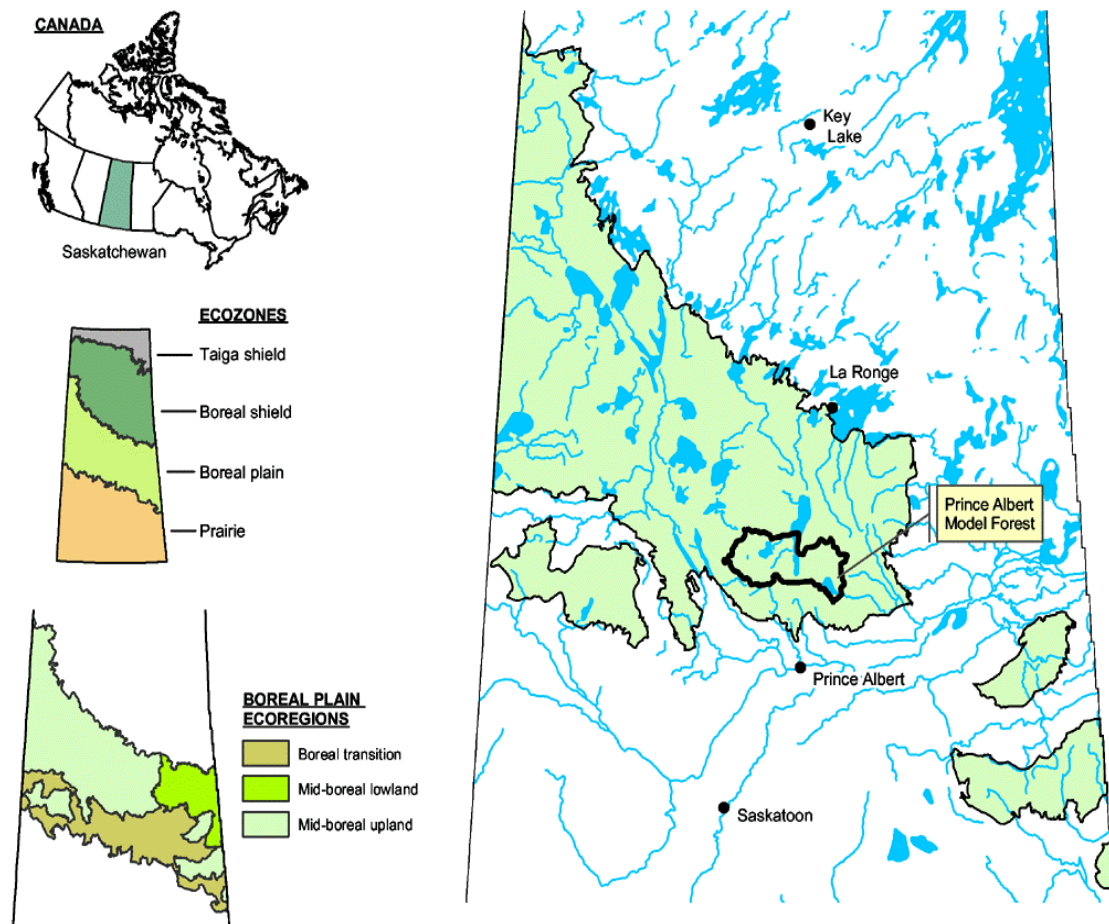 CANADA
Saskatchewan
ECOZONES
Taiga shield
Boreal shield
Boreal plain
Prairie
BOREAL PLAIN
ECOREGIONS
Boreal transition
Mid-boreal lowland
Mid-boreal upland
Key
Lake
La Ronge
Prince Albert
Model Forest
Prince Albert
Saskatoon